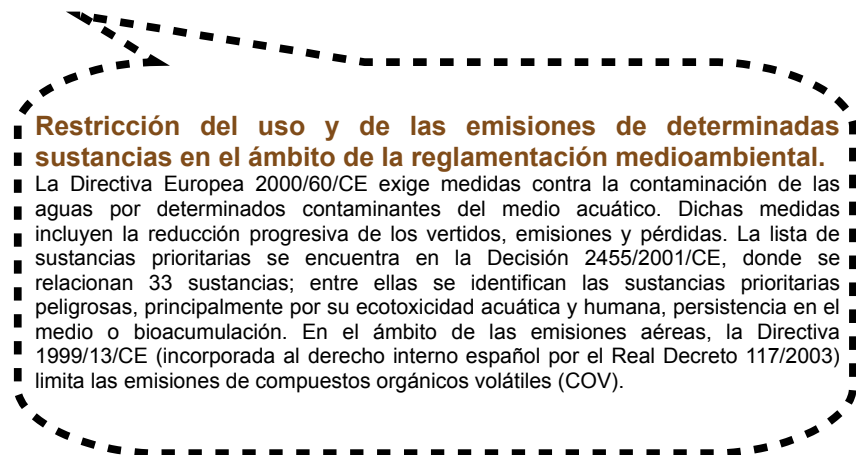 Restricción del uso y de las emisiones de determinadas
sustancias en el ámbito de la reglamentación medioambiental.
La Directiva Europea 2000/60/CE exige medidas contra la contaminación de las
aguas por determinados contaminantes del medio acuático. Dichas medidas
incluyen la reducción progresiva de los vertidos, emisiones y pérdidas. La lista de
sustancias prioritarias se encuentra en la Decisión 2455/2001/CE, donde se
relacionan 33 sustancias; entre ellas se identifican las sustancias prioritarias
peligrosas, principalmente por su ecotoxicidad acuática y humana, persistencia en el
medio o bioacumulación. En el ámbito de las emisiones aéreas, la Directiva
1999/13/CE (incorporada al derecho interno español por el Real Decreto 117/2003)
limita las emisiones de compuestos orgánicos volátiles (COV).